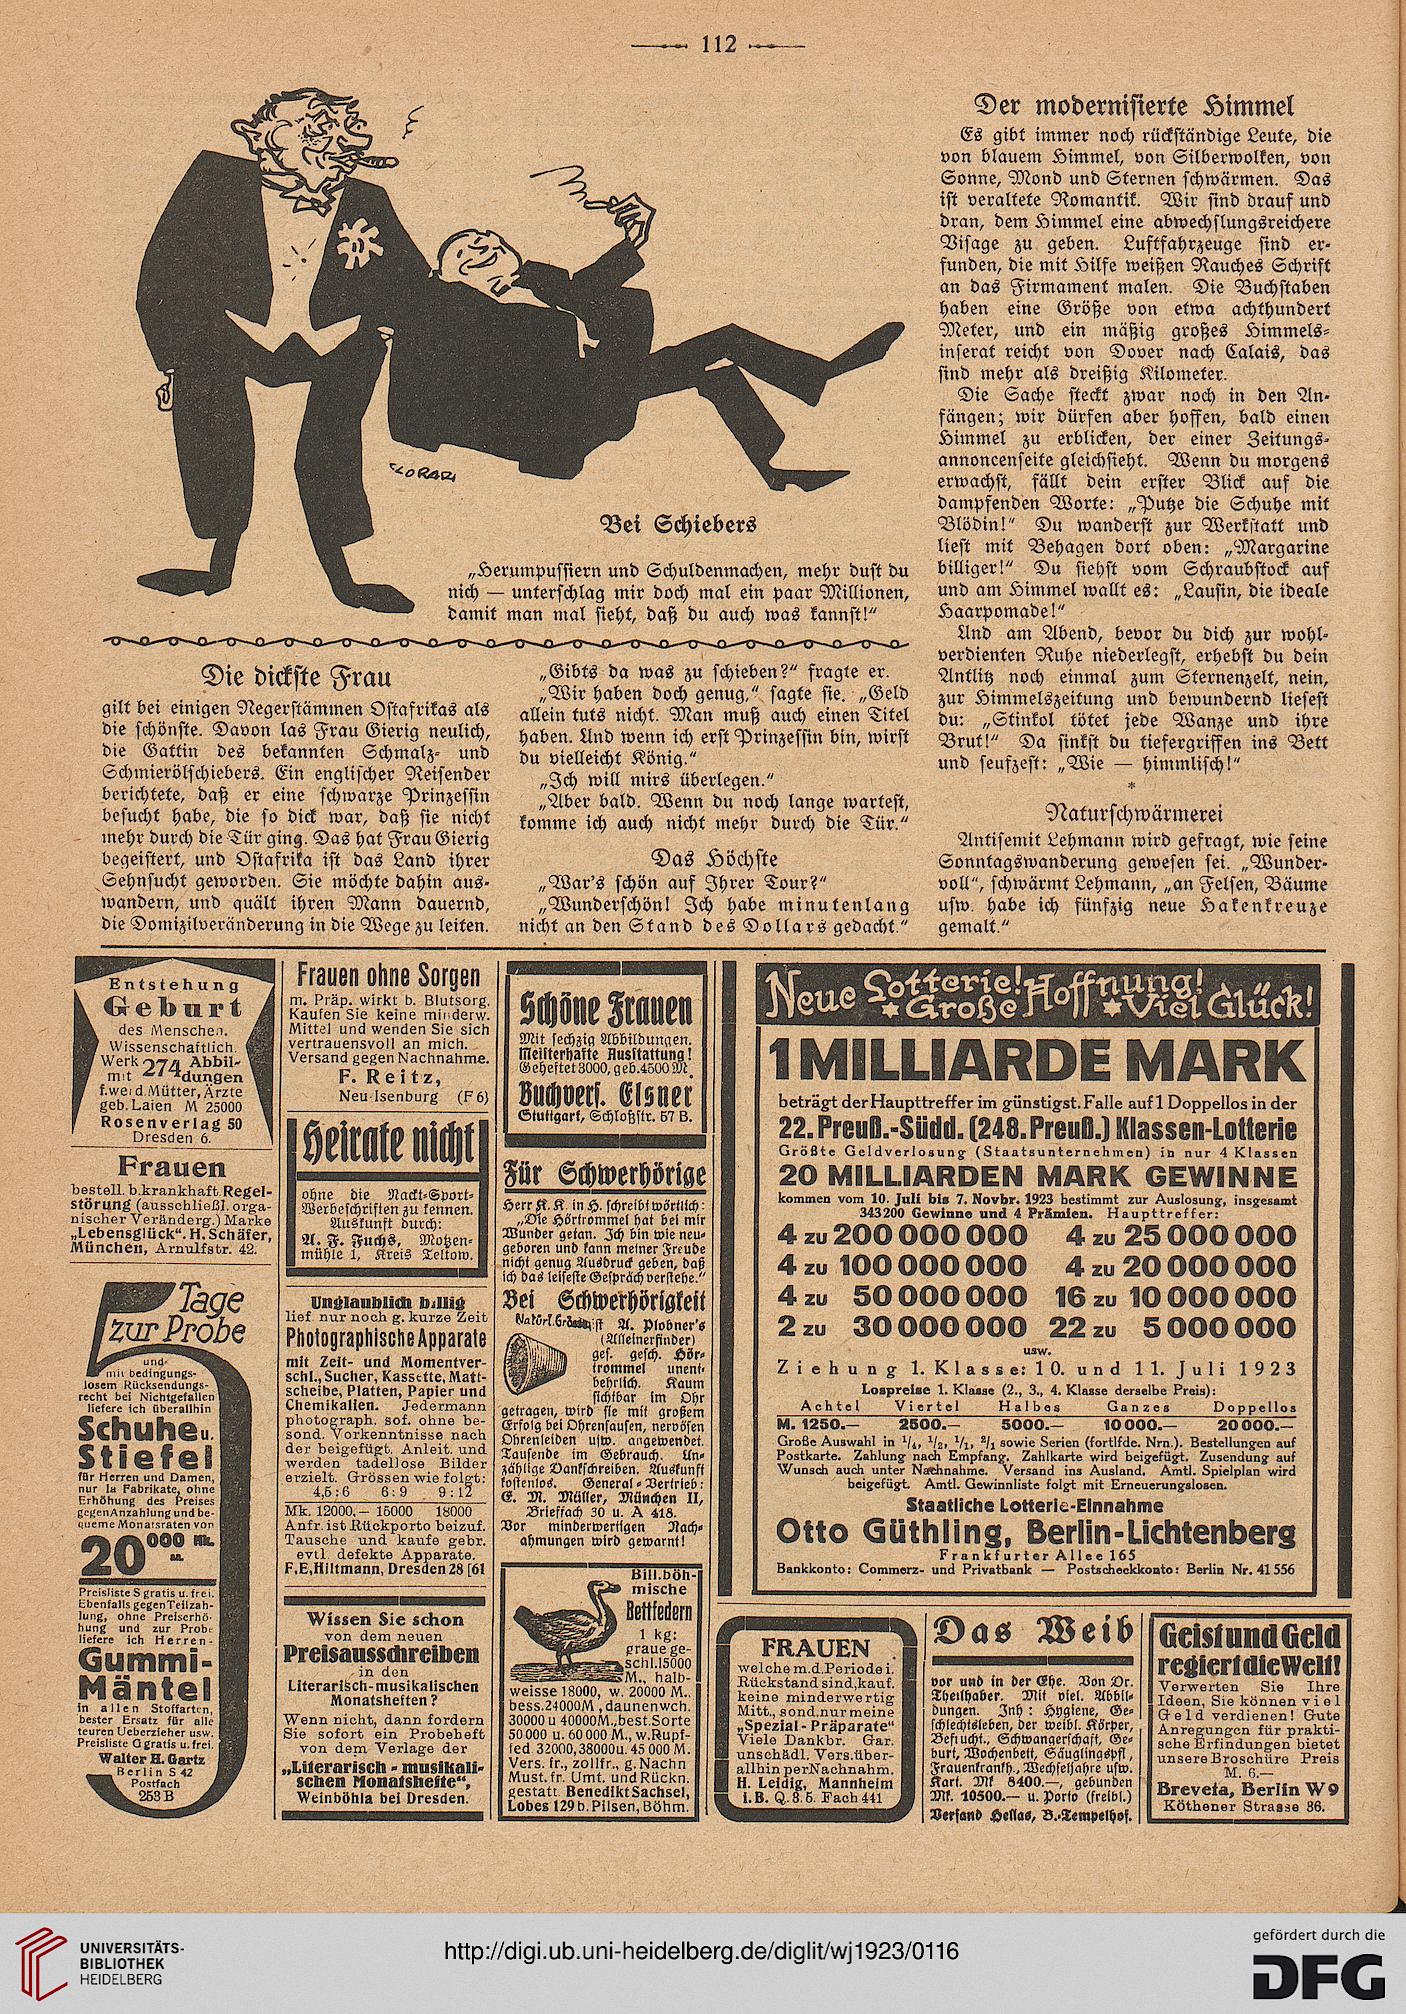 112
CLORARI
Bei Schiebers
„Herumpussiern und Schuldenmachen, mehr dust du
nich — unterschlag mir doch mal ein paar Millionen,
damit man mal sieht, daß du auch was kannst!“
Die dickste Frau
gilt bei einigen Negerstämmen Ostafrikas als
die schönste. Davon las Frau Gierig neulich,
die Gattin des bekannten Schmalz- und
Schmierölschiebers. Ein englischer Reisender
berichtete, daß er eine schwarze Prinzessin
besucht habe, die so dick war, daß sie nicht
mehr durch die Tür ging. Das hat Frau Gierig
begeistert, und Ostafrika ist das Land ihrer
Sehnsucht geworden. Sie möchte dahin aus-
wandern, und quält ihren Mann dauernd,
die Domizilveränderung in die Wege zu leiten.
„Gibts da was zu schieben?“ fragte er.
„Wir haben doch genug,“ sagte sie. „Geld
allein tuts nicht. Man muß auch einen Titel
haben. Und wenn ich erst Prinzessin bin, wirst
du vielleicht König.“
„Ich will mirs überlegen.“
„Aber bald. Wenn du noch lange wartest,
komme ich auch nicht mehr durch die Tür.“
Das Höchste
„War's schön auf Ihrer Tour?“
„Wunderschön! Ich habe minutenlang
nicht an den Stand des Dollars gedacht.“
Der modernisierte Himmel
Es gibt immer noch rückständige Leute, die
von blauem Himmel, von Silberwolken, von
Sonne, Mond und Sternen schwärmen. Das
ist veraltete Romantik. Wir sind drauf und
dran, dem Himmel eine abwechslungsreichere
Visage zu geben. Luftfahrzeuge sind er-
funden, die mit Hilfe weißen Rauches Schrift
an das Firmament malen. Die Buchstaben
haben eine Größe von etwa achthundert
Meter, und ein mäßig großes Himmels-
inserat reicht von Dover nach Calais, das
sind mehr als dreißig Kilometer.
Die Sache steckt zwar noch in den An-
fängen; wir dürfen aber hoffen, bald einen
Himmel zu erblicken, der einer Zeitungs-
annoncenseite gleichsieht. Wenn du morgens
erwachst, fällt dein erster Blick auf die
dampfenden Worte: „Putze die Schuhe mit
Blödin!“ Du wanderst zur Werkstatt und
liest mit Behagen dort oben: „Margarine
billiger!“ Du siehst vom Schraubstock auf
und am Himmel wallt es: „Lausin, die ideale
Haarpomade!“
Und am Abend, bevor du dich zur wohl-
verdienten Ruhe niederlegst, erhebst du dein
Antlitz noch einmal zum Sternenzelt, nein,
zur Himmelszeitung und bewundernd liesest
du: „Stinkol tötet jede Wanze und ihre
Brut!“ Da sinkst du tiefergriffen ins Bett
und seufzest: „Wie — himmlisch!“
*
Naturschwärmerei
Antisemit Lehmann wird gefragt, wie seine
Sonntagswanderung gewesen sei. „Wunder-
voll“, schwärmt Lehmann, „an Felsen, Bäume
usw. habe ich fünfzig neue Hakenkreuze
gemalt.“
Entstehung
Geburt
des Menschen.
Wissenschaftlich.
Werk 274 Abbil-
mit dungen
f. werd. Mütter, Ärzte
geb. Laien M 25000
Rosenverlag 50
Dresden 6.
Frauen
bestell. b. krankhaft. Regel-
störung (ausschließl. orga-
nischer Veränderg.) Marke
„Lebensglück“. H. Schäfer,
München, Arnulfstr. 42.
5 Tage
zur Probe
und
mit bedingungs-
losem Rücksendungs-
recht bei Nichtgefallen
liefere ich überallhin
Schuhe u.
Stiefel
für Herren und Damen,
nur Ia Fabrikate, ohne
Erhöhung des Preises
gegen Anzahlung und be-
queme Monatsraten von
20 000 Mk. an.
Preisliste S gratis u. frei.
Ebenfalls gegen Teilzah-
lung, ohne Preiserhö-
hung und zur Probe
liefere ich Herren-
Gummi-
Mäntel
in allen Stoffarten,
bester Ersatz für alle
teuren Ueberzieher usw.
Preisliste G gratis u. frei.
Walter H. Gartz
Berlin S 42
Postfach
253 B
Frauen ohne Sorgen
m. Präp. wirkt b. Blutsorg.
Kaufen Sie keine minderw.
Mittel und wenden Sie sich
vertrauensvoll an mich.
Versand gegen Nachnahme.
F. Reitz,
Neu-Isenburg (F 6)
Heirate nicht
ohne die Nackt-Sport-
Werbeschriften zu kennen.
Auskunft durch:
A. F. Fuchs, Motzen-
mühle 1, Kreis Teltow.
Unglaublich billig
lief. nur noch g. kurze Zeit
Photographische Apparate
mit Zeit- und Momentver-
schl., Sucher, Kassette, Matt-
scheibe, Platten, Papier und
Chemikalien. Jedermann
photograph. sof. ohne be-
sond. Vorkenntnisse nach
der beigefügt. Anleit. und
werden tadellose Bilder
erzielt. Grössen wie folgt:
4,5:6 6:9 9:12
Mk. 12000.— 15000 18000
Anfr. ist Rückporto beizuf.
Tausche und kaufe gebr.
evtl. defekte Apparate.
F. E. Hiltmann, Dresden 28 [61
Wissen Sie schon
von dem neuen
Preisausschreiben
in den
Literarisch-musikalischen
Monatsheften?
Wenn nicht, dann fordern
Sie sofort ein Probeheft
von dem Verlage der
„Literarisch-musikali-
schen Monatshefte“,
Weinböhla bei Dresden.
Schöne Frauen
Mit sechzig Abbildungen.
Meisterhafte Ausstattung!
Geheftet 3000, geb. 4500 M.
Buchvers. Elsner
Stuttgart, Schloßstr. 57 B.
Für Schwerhörige
Herr K. K. in H. schreibt wörtlich:
„Die Hörtrommel hat bei mir
Wunder getan. Ich bin wie neu-
geboren und kann meiner Freude
nicht genug Ausdruck geben, daß
ich das leiseste Gespräch verstehe.“
Bei Schwerhörigkeit
Natürl. Grösse ist A. Plobner's
(Alleinerfinder)
ges. gesch. Hör-
trommel unent-
behrlich. Kaum
sichtbar im Ohr
getragen, wird sie mit großem
Erfolg bei Ohrensausen, nervösen
Ohrenleiden usw. angewendet.
Tausende im Gebrauch. Un-
zählige Dankschreiben. Auskunft
kostenlos. General-Vertrieb:
E. M. Müller, München II,
Brieffach 30 u. A 418.
Vor minderwertigen Nach-
ahmungen wird gewarnt!
Bill. böh-
mische
Bettfedern
1 kg:
graue ge-
schl. 15000
M., halb-
weisse 18000, w. 20000 M.,
bess. 24000 M., daunenwch.
30000 u 40000 M., best. Sorte
50000 u. 60000 M., w. Rupf-
fed 32000, 38000 u. 45000 M.
Vers. fr., zollfr., g. Nachn
Must. fr. Umt. und Rückn.
gestatt. Benedikt Sachsel,
Lobes 129 b. Pilsen, Böhm.
Neue Lotterie! Große Hoffnung! Viel Glück!
1 MILLIARDE MARK
beträgt der Haupttreffer im günstigst. Falle auf 1 Doppellos in der
22. Preuß.-Südd. (248. Preuß.) Klassen-Lotterie
Größte Geldverlosung (Staatsunternehmen) in nur 4 Klassen
20 MILLIARDEN MARK GEWINNE
kommen vom 10. Juli bis 7. Novbr. 1923 bestimmt zur Auslosung, insgesamt
343200 Gewinne und 4 Prämien. Haupttreffer:
4 zu 200 000 000 4 zu 25 000 000
4 zu 100 000 000 4 zu 20 000 000
4 zu 50 000 000 16 zu 10 000 000
2 zu 30 000 000 22 zu 5 000 000
usw.
Ziehung 1. Klasse: 10. und 11. Juli 1923
Lospreise 1. Klasse (2., 3., 4. Klasse derselbe Preis):
Achtel Viertel Halbes Ganzes Doppellos
M. 1250.— 2500.— 5000.— 10000.— 20000.—
Große Auswahl in 1/4, 1/2, 1/1, 2/1 sowie Serien (fortlfde. Nrn.). Bestellungen auf
Postkarte. Zahlung nach Empfang. Zahlkarte wird beigefügt. Zusendung auf
Wunsch auch unter Nachnahme. Versand ins Ausland. Amtl. Spielplan wird
beigefügt. Amtl. Gewinnliste folgt mit Erneuerungslosen.
Staatliche Lotterie-Einnahme
Otto Güthling, Berlin-Lichtenberg
Frankfurter Allee 165
Bankkonto: Commerz- und Privatbank — Postscheckkonto: Berlin Nr. 41 556
FRAUEN
welche m. d. Periode i.
Rückstand sind, kauf.
keine minderwertig
Mitt., sond. nur meine
„Spezial-Präparate“
Viele Dankbr. Gar.
unschädl. Vers. über-
allhin per Nachnahm.
H. Leidig, Mannheim
i. B. Q. 3. 5. Fach 441
Das Weib
vor und in der Ehe. Von Dr.
Theilhaber. Mit viel. Abbil-
dungen. Inh: Hygiene, Ge-
schlechtsleben, der weibl. Körper,
Befrucht., Schwangerschaft, Ge-
burt, Wochenbett, Säuglingspfl.,
Frauenkrankh., Wechseljahre usw.
Kart. Mk 8400.—, gebunden
Mk. 10500.— u. Porto (freibl.)
Versand Hellas, B.-Tempelhof.
Geist und Geld
regiert die Welt!
Verwerten Sie Ihre
Ideen, Sie können viel
Geld verdienen! Gute
Anregungen für prakti-
sche Erfindungen bietet
unsere Broschüre Preis
M. 6.—
Breveta, Berlin W 9
Köthener Strasse 36.
UNIVERSITÄTS-
BIBLIOTHEK
HEIDELBERG
http://digi.ub.uni-heidelberg.de/diglit/wj1923/0116
gefördert durch die
DFG